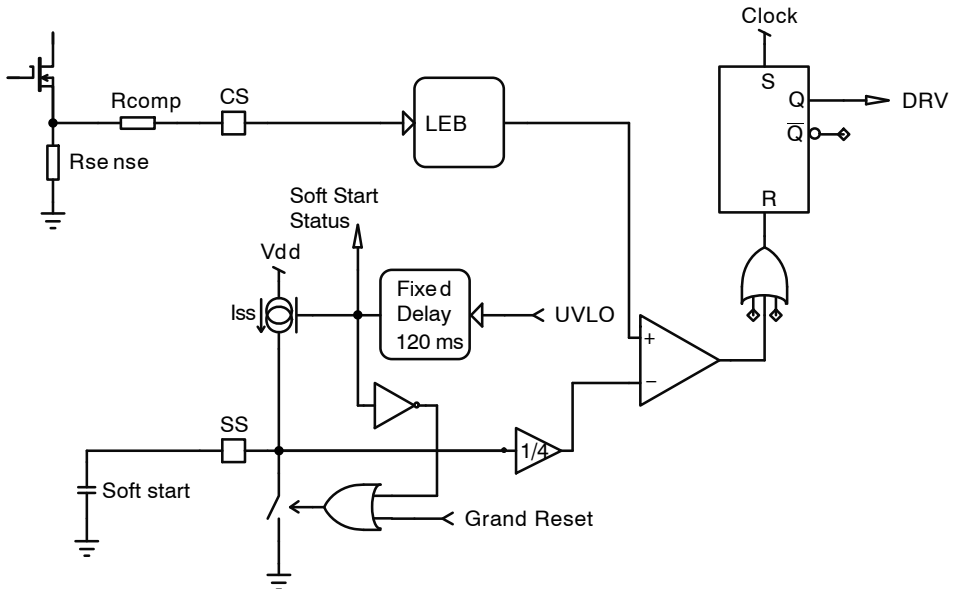 Clock
S
Q
DRV
Q
R
Rcomp
CS
LEB
Rse nse
Soft Start
Status
Vdd
Iss
Fixed
Delay
120 ms
UVLO
+
−
SS
1/4
Soft start
Grand Reset